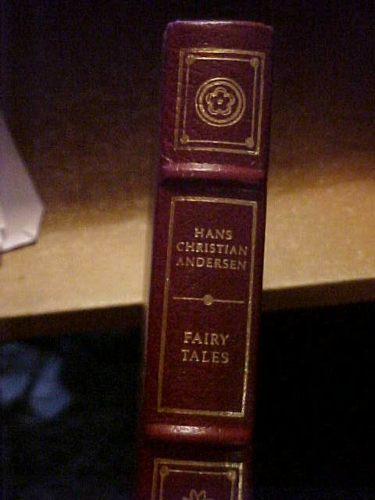 HANS
CHRISTIAN
ANDERSEN
FAIRY
TALES